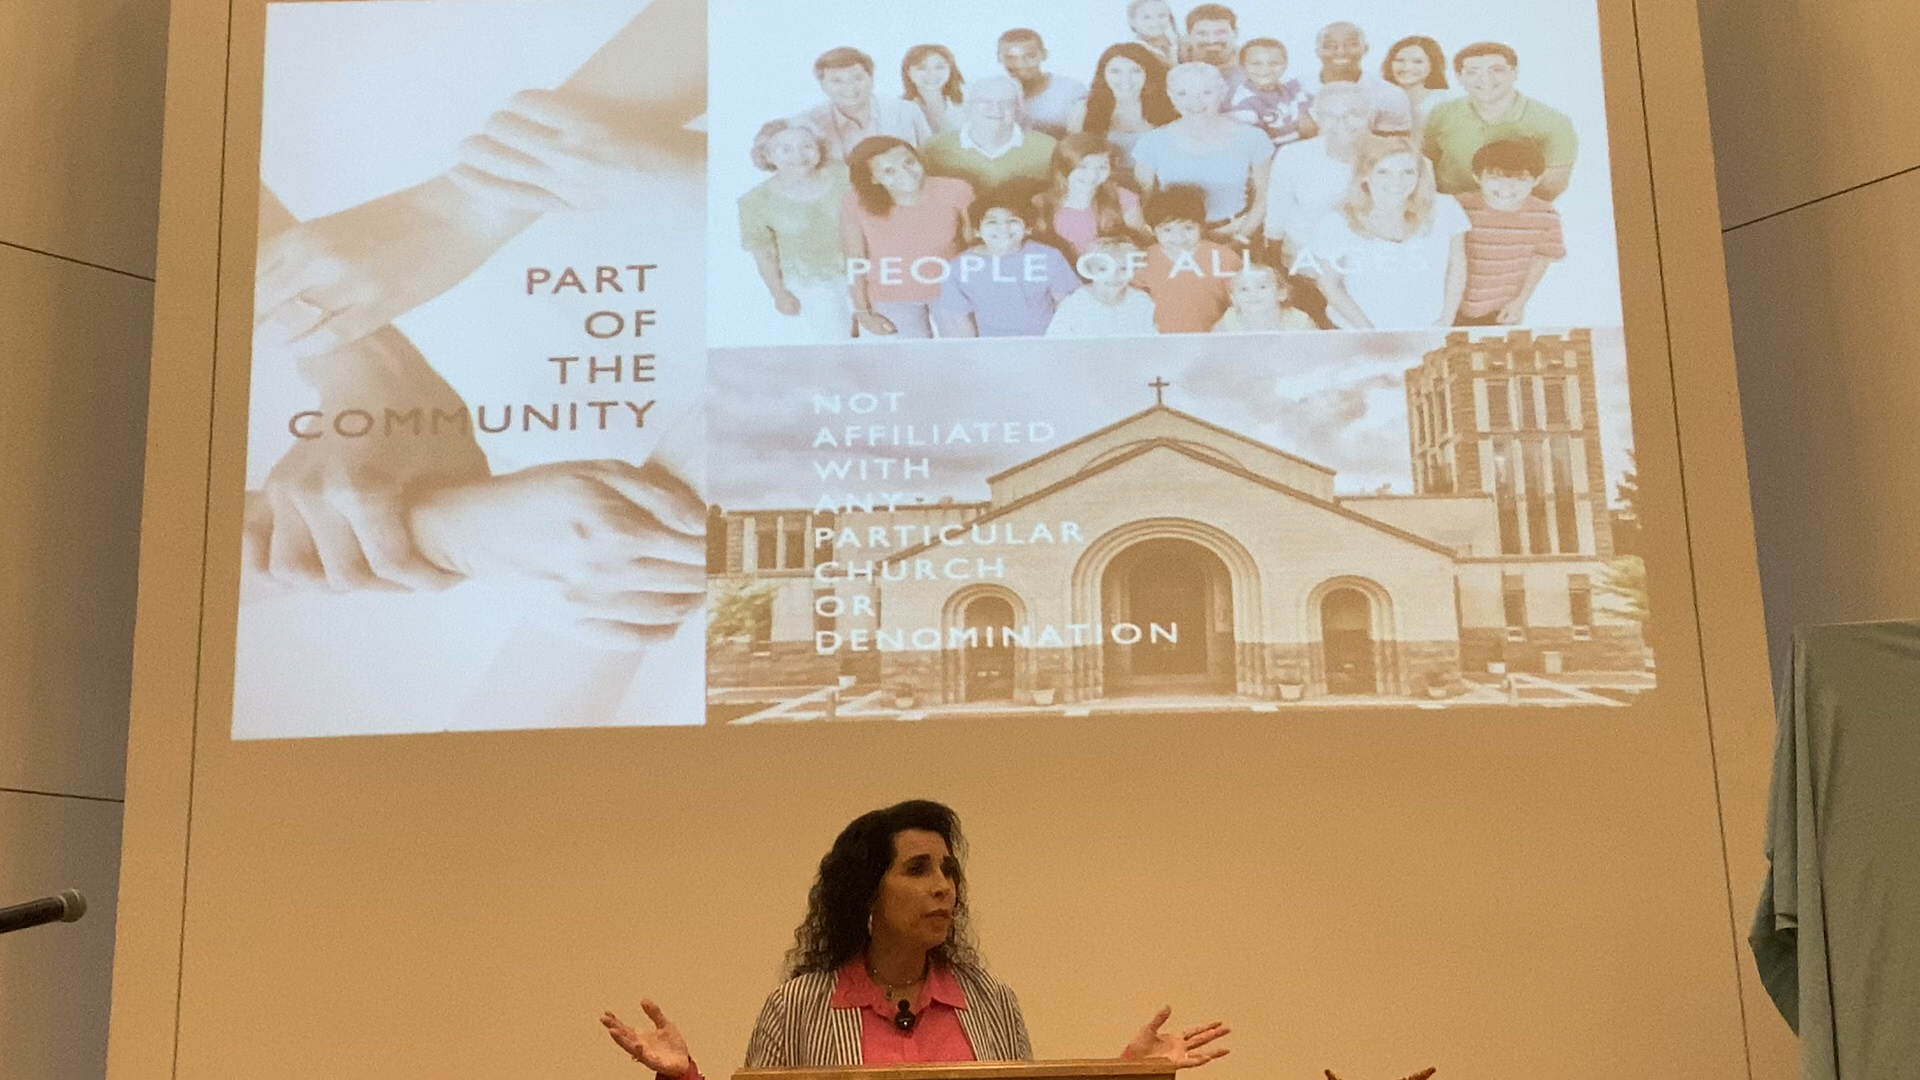 PART
OF
THE
COMMUNITY
PEOPLE OF ALL AGES
NOT
AFFILIATED
WITH
ANY
PARTICULAR
CHURCH
OR
DENOMINATION